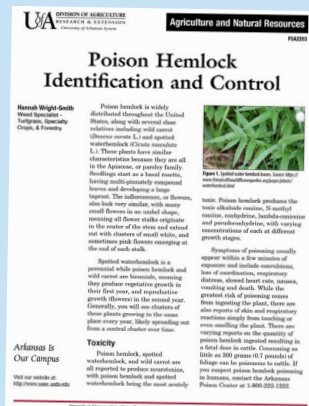 UA
DIVISION OF AGRICULTURE
RESEARCH & EXTENSION
University of Arkansas System
Agriculture and Natural Resources
FSA2203
Poison Hemlock
Identification and Control
Hannah Wright-Smith
Weed Specialist -
Turfgrass, Specialty
Crops, & Forestry
Poison hemlock is widely
distributed throughout the United
States, along with several close
relatives including wild carrot
(Daucus carota L.) and spotted
waterhemlock (Cicuta maculata
L.). These plants have similar
characteristics because they are all
in the Apiaceae, or parsley family.
Seedlings start as a basal rosette,
having multi-pinnately compound
leaves and developing a large
taproot. The inflorescence, or flowers,
also look very similar, with many
small flowers in an umbel shape,
meaning all flower stalks originate
in the center of the stem and extend
out with clusters of small white, and
sometimes pink flowers emerging at
the end of each stalk.
Spotted waterhemlock is a
perennial while poison hemlock and
wild carrot are biennials, meaning
they produce vegetative growth in
their first year, and reproductive
growth (flowers) in the second year.
Generally, you will see clusters of
these plants growing in the same
place every year, likely spreading out
from a central cluster over time.
Toxicity
Poison hemlock, spotted
waterhemlock, and wild carrot are
all reported to produce neurotoxins,
with poison hemlock and spotted
waterhemlock being the most acutely
Arkansas Is
Our Campus
Visit our website at:
http://www.uaex.uada.edu
Figure 1. Spotted water hemlock leaves. Source: https://
toxic. Poison hemlock produces the
toxic alkaloids coniine, N-methyl
conine, conhydrine, lambda-coniceine
and pseudoconhydrine, with varying
concentrations of each at different
growth stages.
Symptoms of poisoning usually
appear within a few minutes of
exposure and include convulsions,
loss of coordination, respiratory
distress, slowed heart rate, nausea,
vomiting and death. While the
greatest risk of poisoning comes
from ingesting the plant, there are
also reports of skin and respiratory
reactions simply from touching or
even smelling the plant. There are
varying reports on the quantity of
poison hemlock ingested resulting in
a fatal dose in cattle. Consuming as
little as 300 grams (0.7 pounds) of
foliage can be poisonous to cattle. If
you suspect poison hemlock poisoning
in humans, contact the Arkansas
Poison Center at 1-800-222-1222.